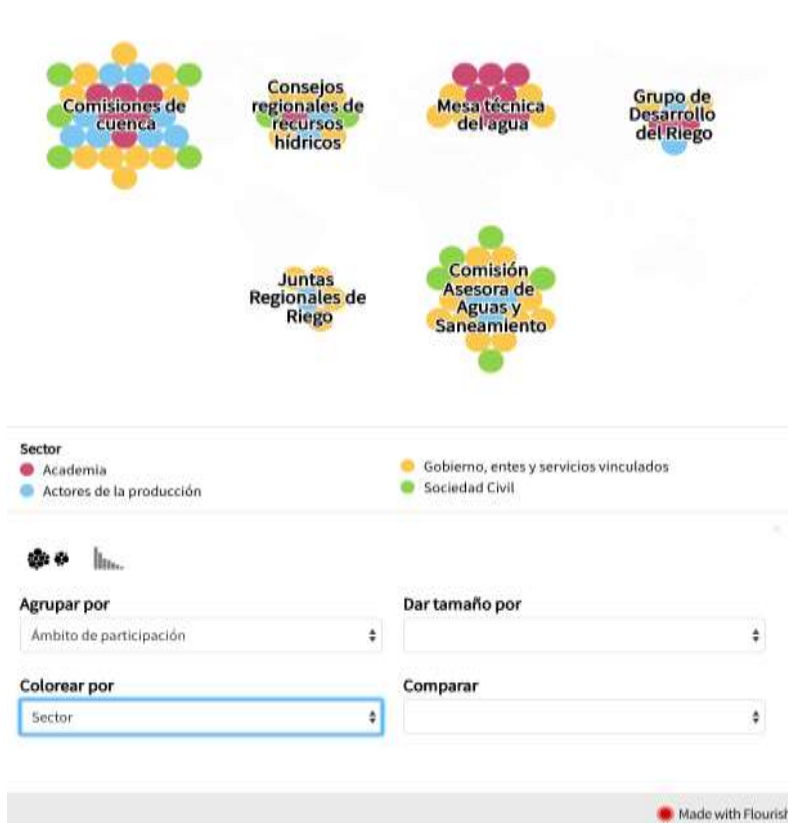 Comisiones de
cuenca
Consejos
regionales de
recursos
hídricos
Mesa técnica
del agua
Grupo de
Desarrollo
del Riego
Juntas
Regionales de
Riego
Comisión
Asesora de
Aguas y
Saneamiento
Sector
Academia
Actores de la producción
Gobierno, entes y servicios vinculados
Sociedad Civil
Agrupar por
Dar tamaño por
Ámbito de participación
Colorear por
Comparar
Sector
Made with Flourish